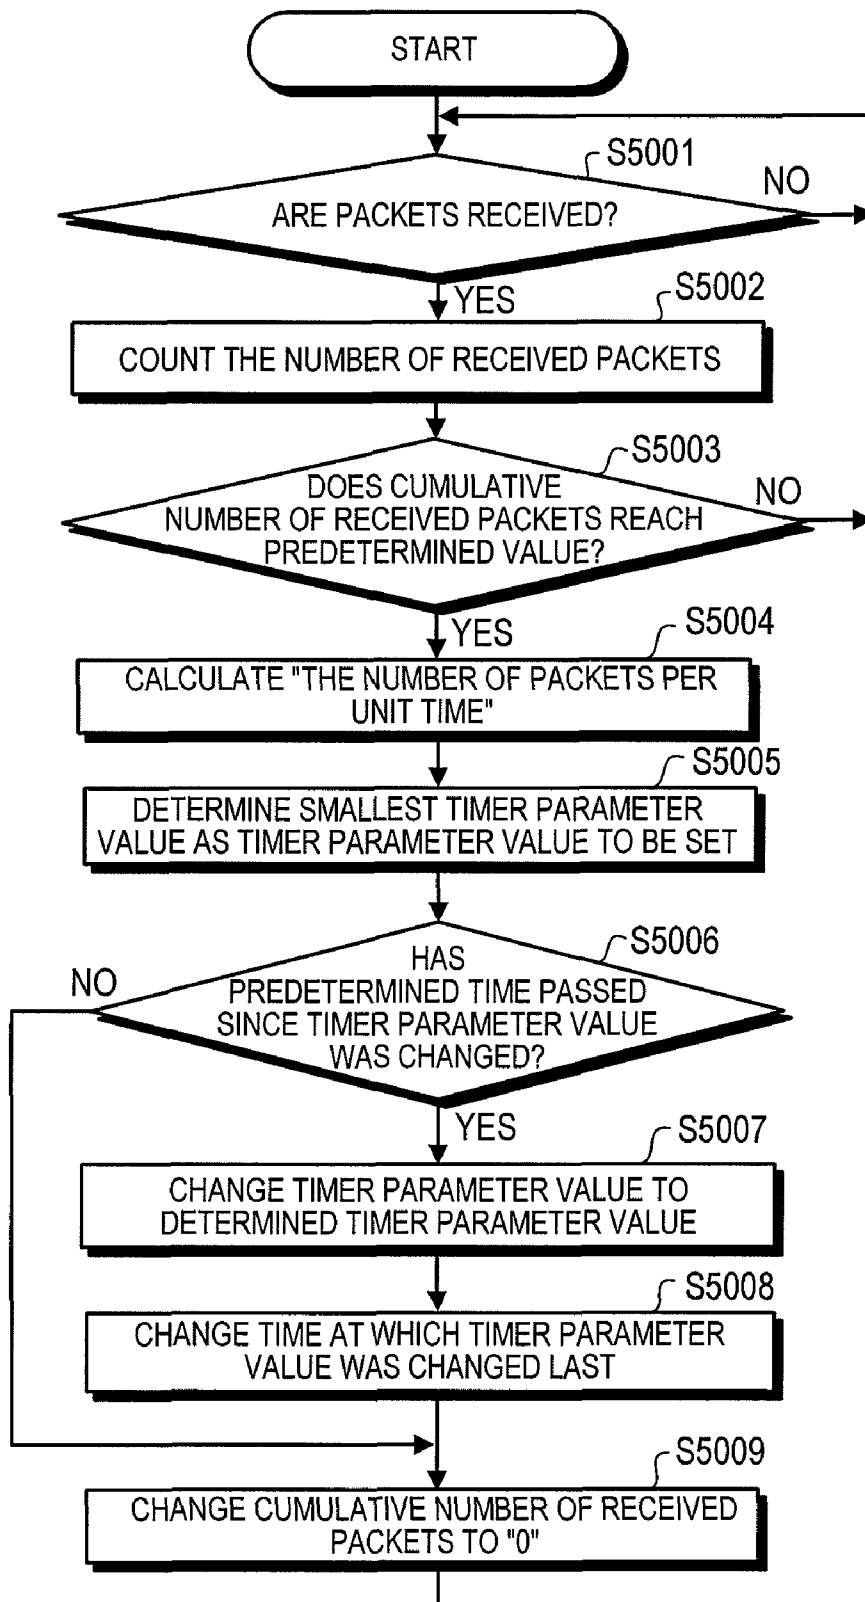 START
S5001
NO
ARE PACKETS RECEIVED?
YES
S5002
COUNT THE NUMBER OF RECEIVED PACKETS
S5003
DOES CUMULATIVE
NUMBER OF RECEIVED PACKETS REACH
PREDETERMINED VALUE?
NO
YES
S5004
CALCULATE "THE NUMBER OF PACKETS PER
UNIT TIME"
S5005
DETERMINE SMALLEST TIMER PARAMETER
VALUE AS TIMER PARAMETER VALUE TO BE SET
S5006
NO
HAS
PREDETERMINED TIME PASSED
SINCE TIMER PARAMETER VALUE
WAS CHANGED?
YES
S5007
CHANGE TIMER PARAMETER VALUE TO
DETERMINED TIMER PARAMETER VALUE
S5008
CHANGE TIME AT WHICH TIMER PARAMETER
VALUE WAS CHANGED LAST
S5009
CHANGE CUMULATIVE NUMBER OF RECEIVED
PACKETS TO "0"